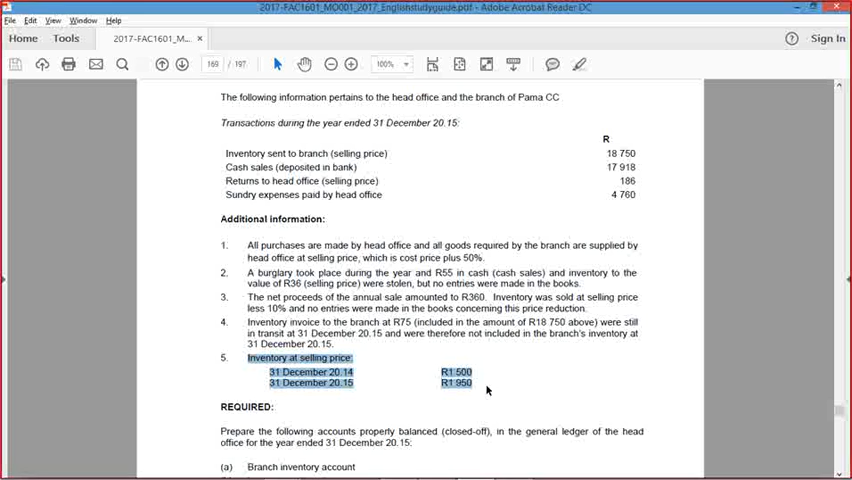 2017-FAC1601_MO001_2017_Englishstudyguide.pdf - Adobe Acrobat Reader DC
File Edit View Window Help
Home Tools 2017-FAC1601_MO001_2017_E... × Sign In
169 / 197 100%
The following information pertains to the head office and the branch of Pama CC
Transactions during the year ended 31 December 20.15:
R
Inventory sent to branch (selling price) 18 750
Cash sales (deposited in bank) 17 918
Returns to head office (selling price) 186
Sundry expenses paid by head office 4 760
Additional information:
1. All purchases are made by head office and all goods required by the branch are supplied by
head office at selling price, which is cost price plus 50%.
2. A burglary took place during the year and R55 in cash (cash sales) and inventory to the
value of R36 (selling price) were stolen, but no entries were made in the books.
3. The net proceeds of the annual sale amounted to R360. Inventory was sold at selling price
less 10% and no entries were made in the books concerning this price reduction.
4. Inventory invoice to the branch at R75 (included in the amount of R18 750 above) were still
in transit at 31 December 20.15 and were therefore not included in the branch's inventory at
31 December 20.15.
5. Inventory at selling price:
31 December 20.14 R1 500
31 December 20.15 R1 950
REQUIRED:
Prepare the following accounts properly balanced (closed-off), in the general ledger of the head
office for the year ended 31 December 20.15:
(a) Branch inventory account